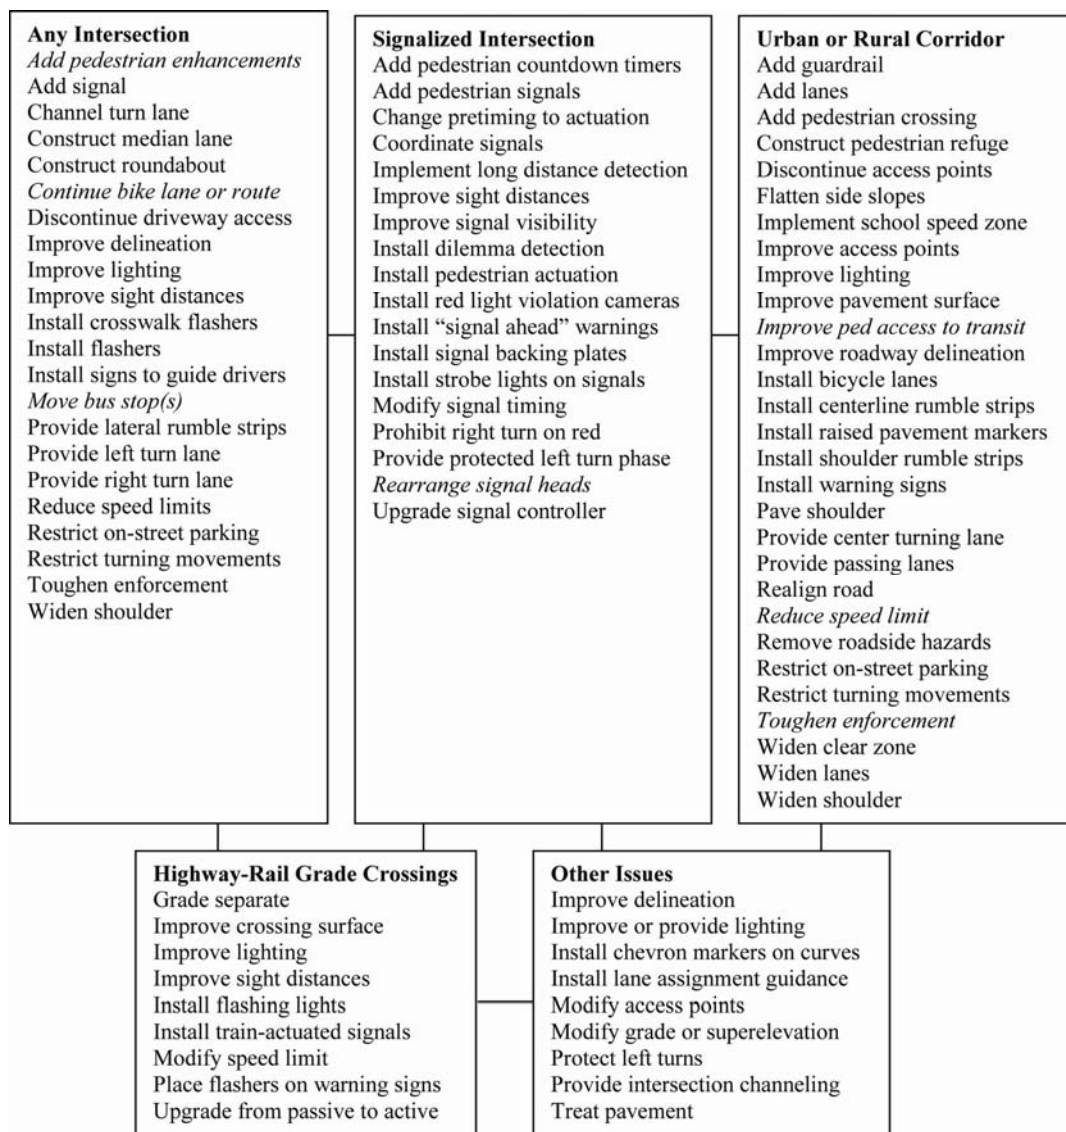 Any Intersection
Add pedestrian enhancements
Add signal
Channel turn lane
Construct median lane
Construct roundabout
Continue bike lane or route
Discontinue driveway access
Improve delineation
Improve lighting
Improve sight distances
Install crosswalk flashers
Install flashers
Install signs to guide drivers
Move bus stop(s)
Provide lateral rumble strips
Provide left turn lane
Provide right turn lane
Reduce speed limits
Restrict on-street parking
Restrict turning movements
Toughen enforcement
Widen shoulder
Signalized Intersection
Add pedestrian countdown timers
Add pedestrian signals
Change pretiming to actuation
Coordinate signals
Implement long distance detection
Improve sight distances
Improve signal visibility
Install dilemma detection
Install pedestrian actuation
Install red light violation cameras
Install “signal ahead” warnings
Install signal backing plates
Install strobe lights on signals
Modify signal timing
Prohibit right turn on red
Provide protected left turn phase
Rearrange signal heads
Upgrade signal controller
Urban or Rural Corridor
Add guardrail
Add lanes
Add pedestrian crossing
Construct pedestrian refuge
Discontinue access points
Flatten side slopes
Implement school speed zone
Improve access points
Improve lighting
Improve pavement surface
Improve ped access to transit
Improve roadway delineation
Install bicycle lanes
Install centerline rumble strips
Install raised pavement markers
Install shoulder rumble strips
Install warning signs
Pave shoulder
Provide center turning lane
Provide passing lanes
Realign road
Reduce speed limit
Remove roadside hazards
Restrict on-street parking
Restrict turning movements
Toughen enforcement
Widen clear zone
Widen lanes
Widen shoulder
Highway-Rail Grade Crossings
Grade separate
Improve crossing surface
Improve lighting
Improve sight distances
Install flashing lights
Install train-actuated signals
Modify speed limit
Place flashers on warning signs
Upgrade from passive to active
Other Issues
Improve delineation
Improve or provide lighting
Install chevron markers on curves
Install lane assignment guidance
Modify access points
Modify grade or superelevation
Protect left turns
Provide intersection channeling
Treat pavement